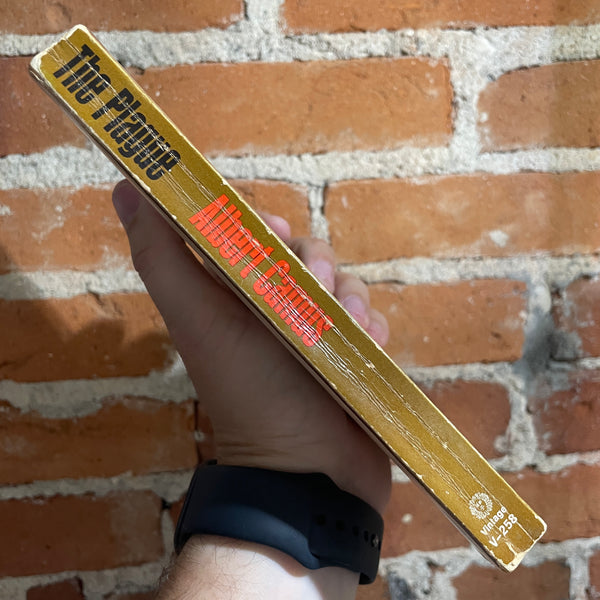 The Plague
Albert Camus
Vintage
V-258